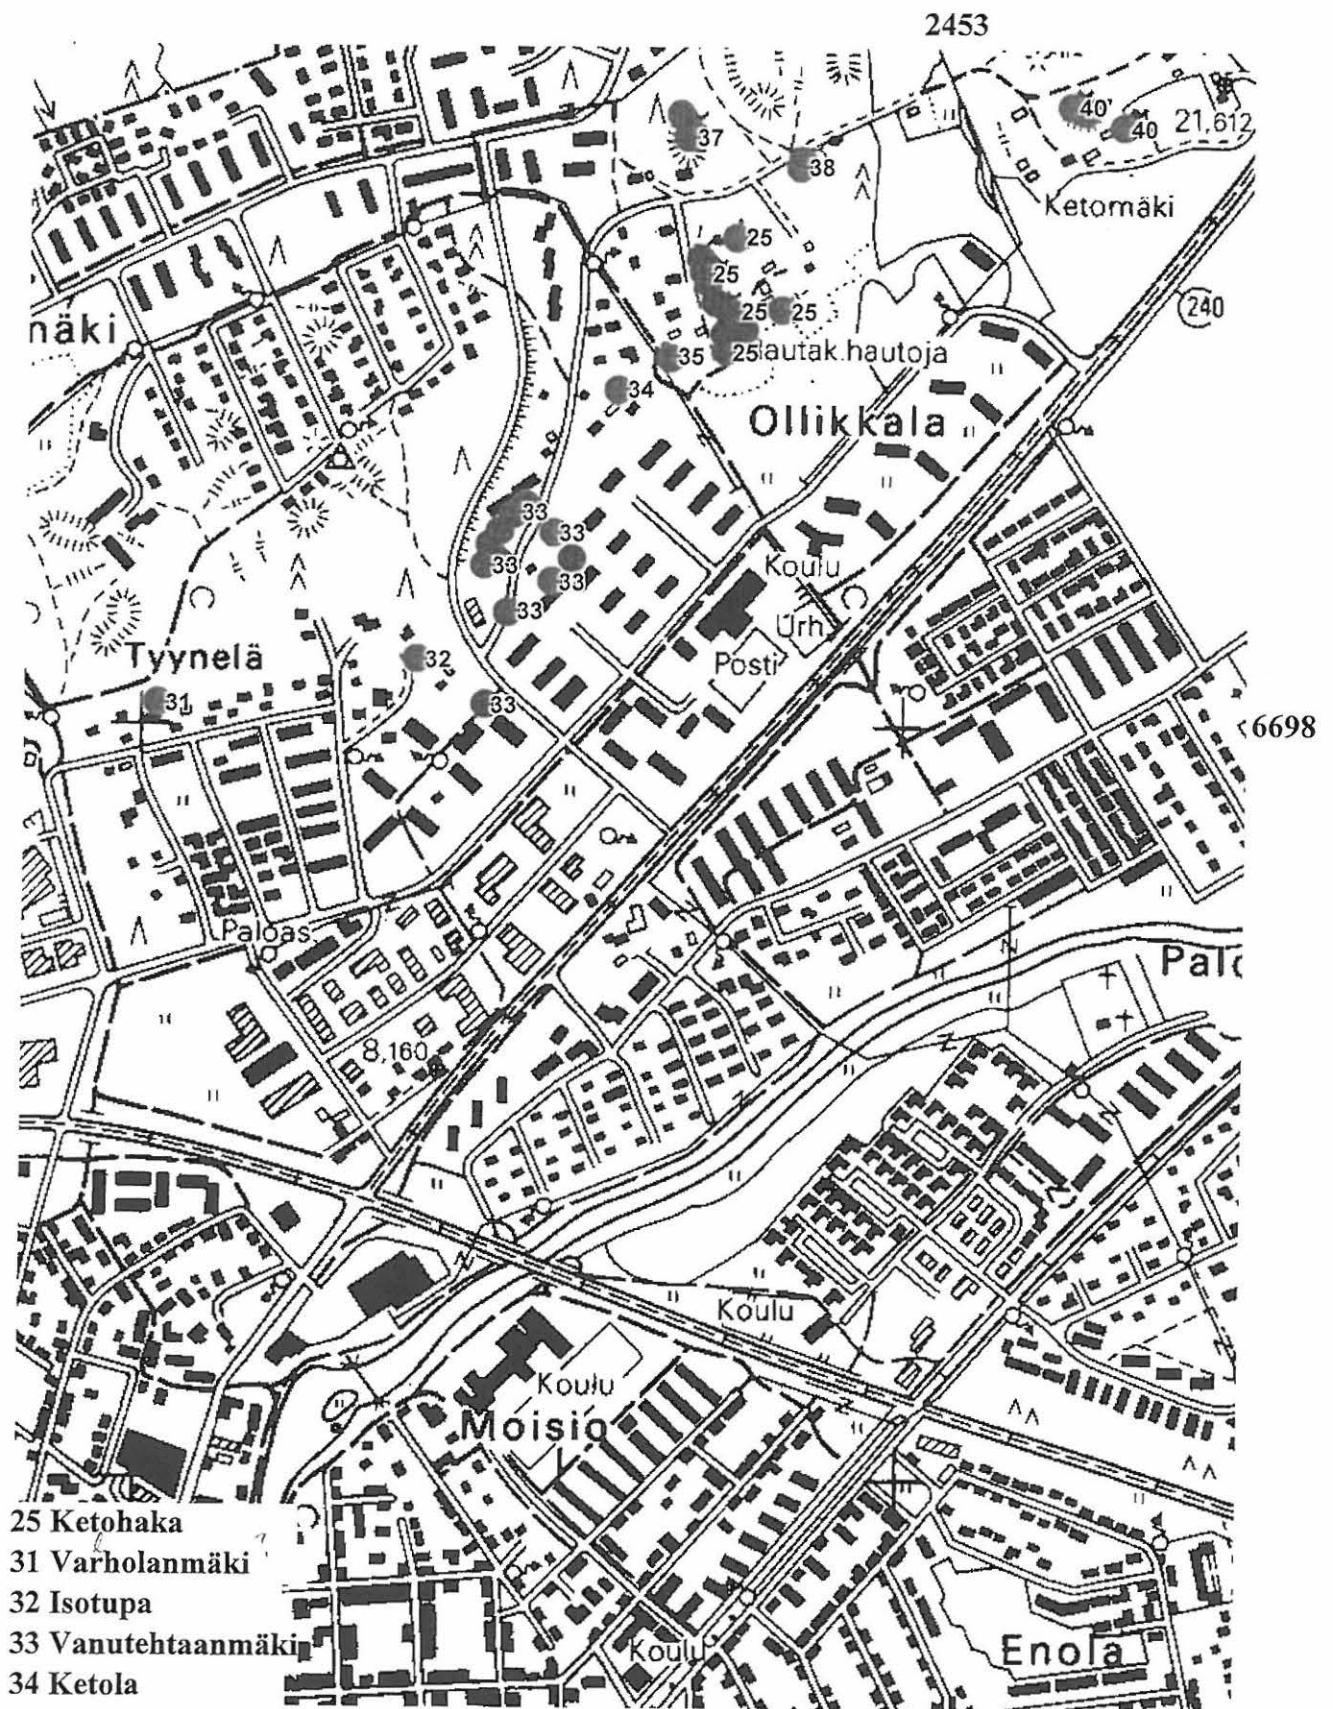 2453
37
38
40
40
21,612
Ketomäki
25
25
25
25
25
lautak.hautoja
35
34
240
näki
Ollikkala
33
33
33
33
33
Koulu
Urh.
Posti
Tyynelä
32
31
33
6698
Paloas
Palo
8,160
Koulu
Koulu
Moisio
Koulu
Enola
25 Ketohaka
31 Varholanmäki
32 Isotupa
33 Vanutehtaanmäki
34 Ketola